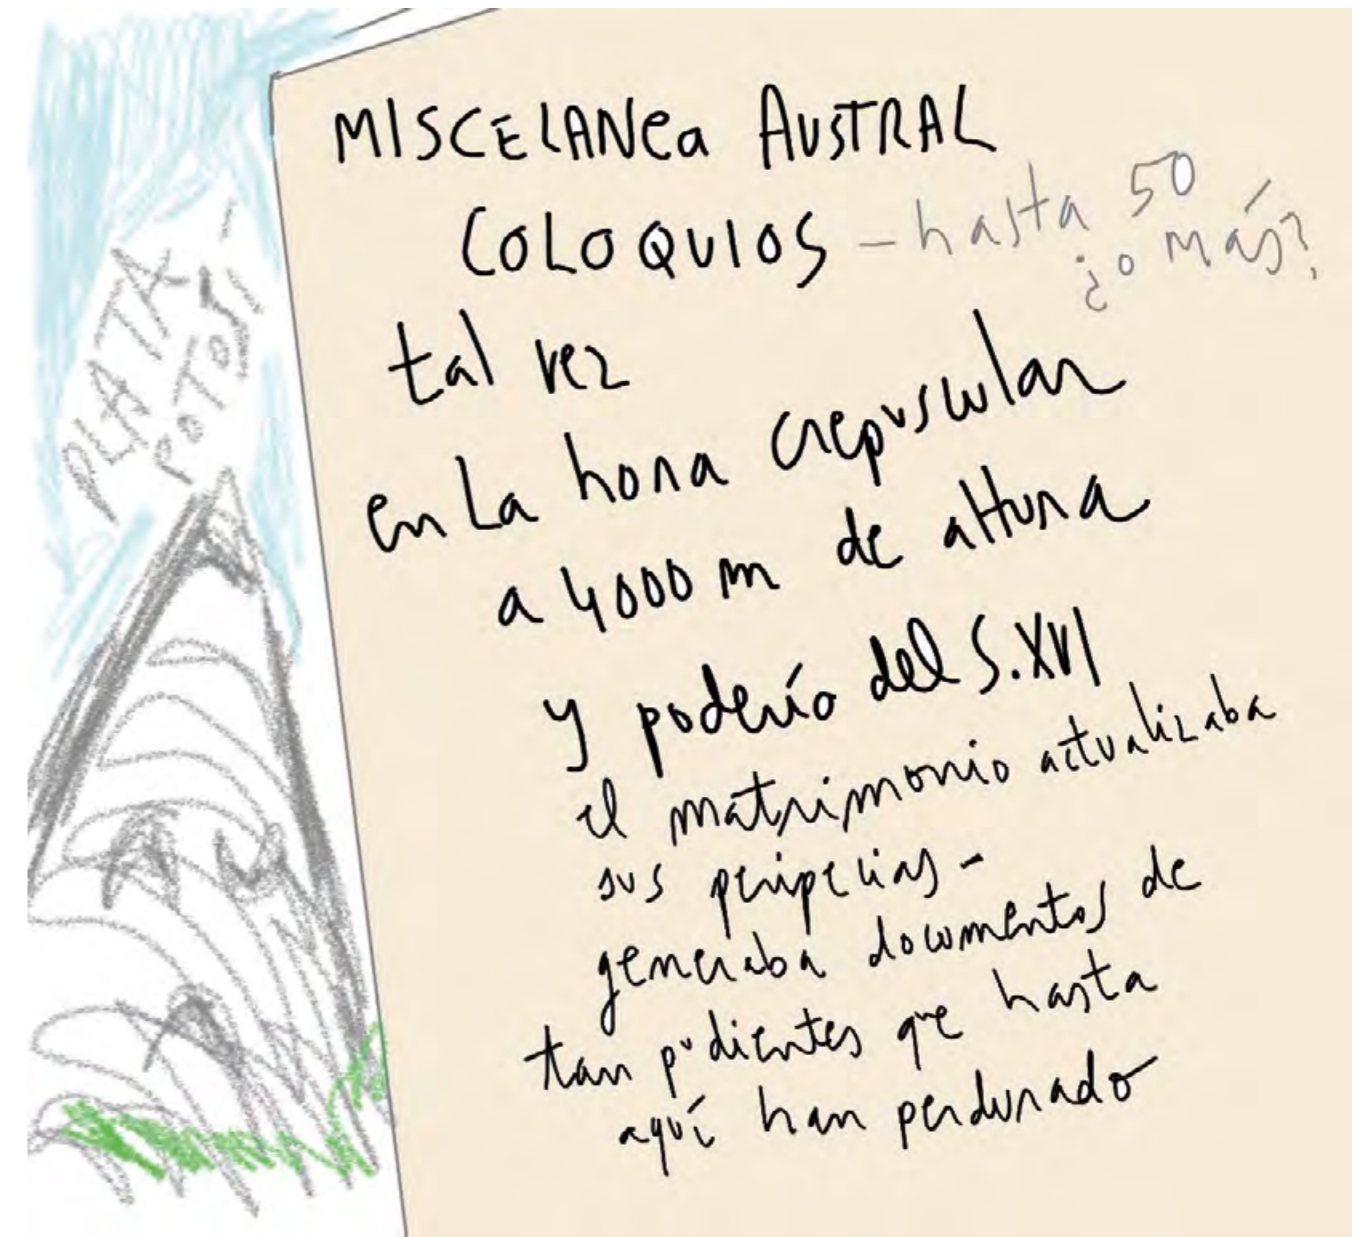 PLATA-
POTOSÍ-
MISCELANea AUSTRAL
COLOQUIOS - hasta 50
¿o más?
tal vez
en La hora crepuscular
a 4000 m de altura
y poderío del S.XVI
el matrimonio actualizaba
sus peripecias -
generaba documentos de
tan pudientes que hasta
aquí han perdurado